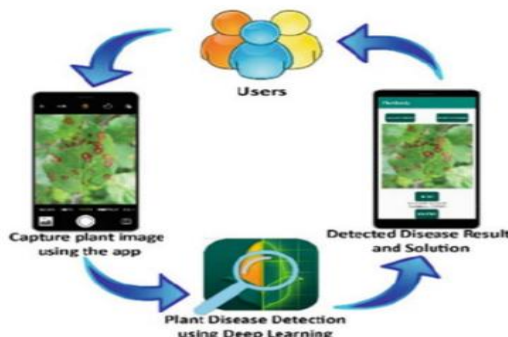 Users
Capture plant image
using the app
Detected Disease Result
and Solution
Plant Disease Detection
using Deep Learning